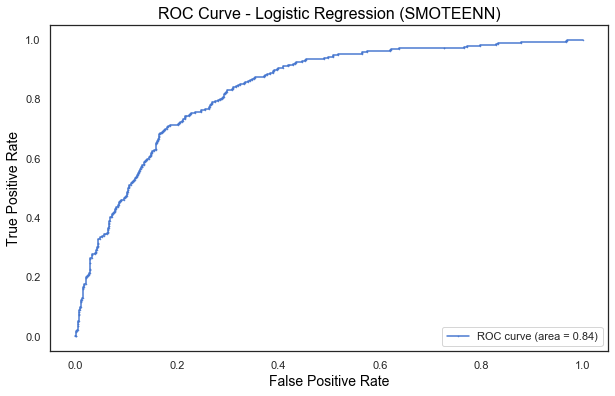 ROC Curve - Logistic Regression (SMOTEENN)
True Positive Rate
1.0
0.8
0.6
0.4
0.2
0.0
0.0 0.2 0.4 0.6 0.8 1.0
False Positive Rate
ROC curve (area = 0.84)